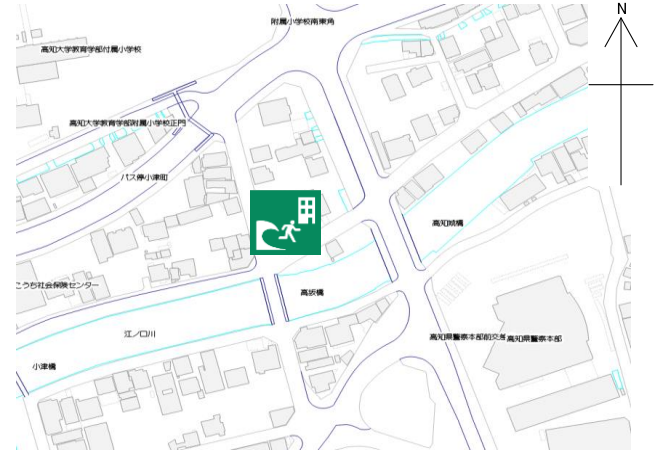 N
附属小学校南東角
高知大学教育学部付属小学校
高知大学教育学部附属小学校正門
バス停小津町
高知城橋
こうち社会保険センター
高坂橋
江ノ口川
高知県警察本部前交差
高知県警察本部
小津橋